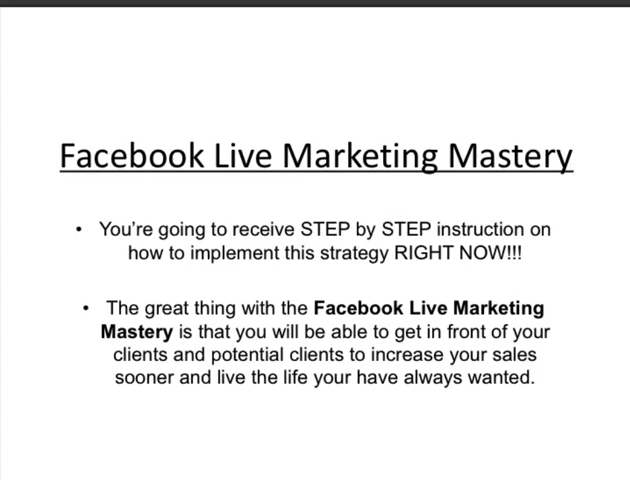 Facebook Live Marketing Mastery
• You're going to receive STEP by STEP instruction on
how to implement this strategy RIGHT NOW!!!
• The great thing with the Facebook Live Marketing
Mastery is that you will be able to get in front of your
clients and potential clients to increase your sales
sooner and live the life your have always wanted.